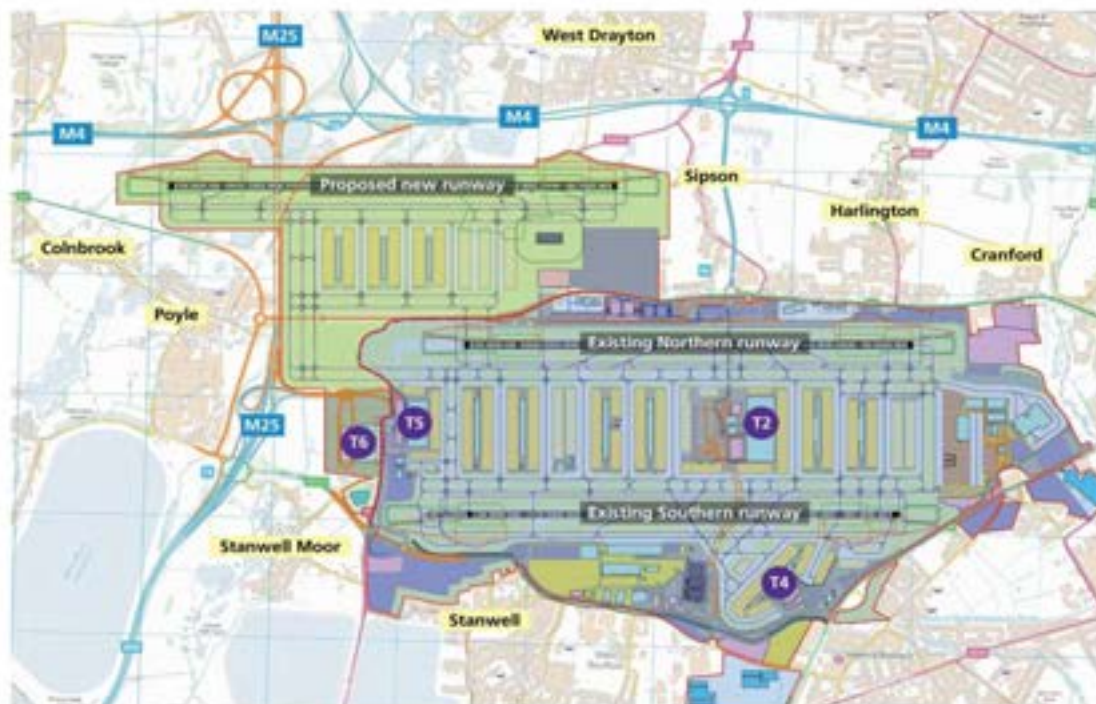 M25
West Drayton
M4
M4
M4
Proposed new runway
Sipson
Harlington
Colnbrook
Cranford
Poyle
Existing Northern runway
M25
T5
T2
T6
Existing Southern runway
Stanwell Moor
T4
Stanwell